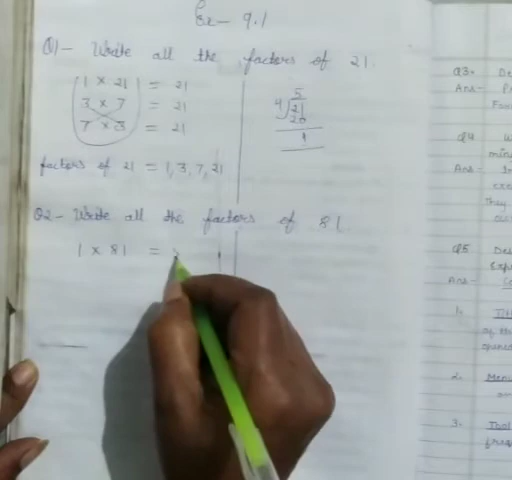 Ex - 9.1
Q1- Write all the factors of 21.
1 × 21 = 21
3 × 7 = 21
7 × 3 = 21
5
4 21
20
1
factors of 21 = 1, 3, 7, 21
Q2- Write all the factors of 81.
1 × 81 =
Q3.
Ans-
Q4
Ans-
They
Q5
Ans-
1.
of
2.
3.